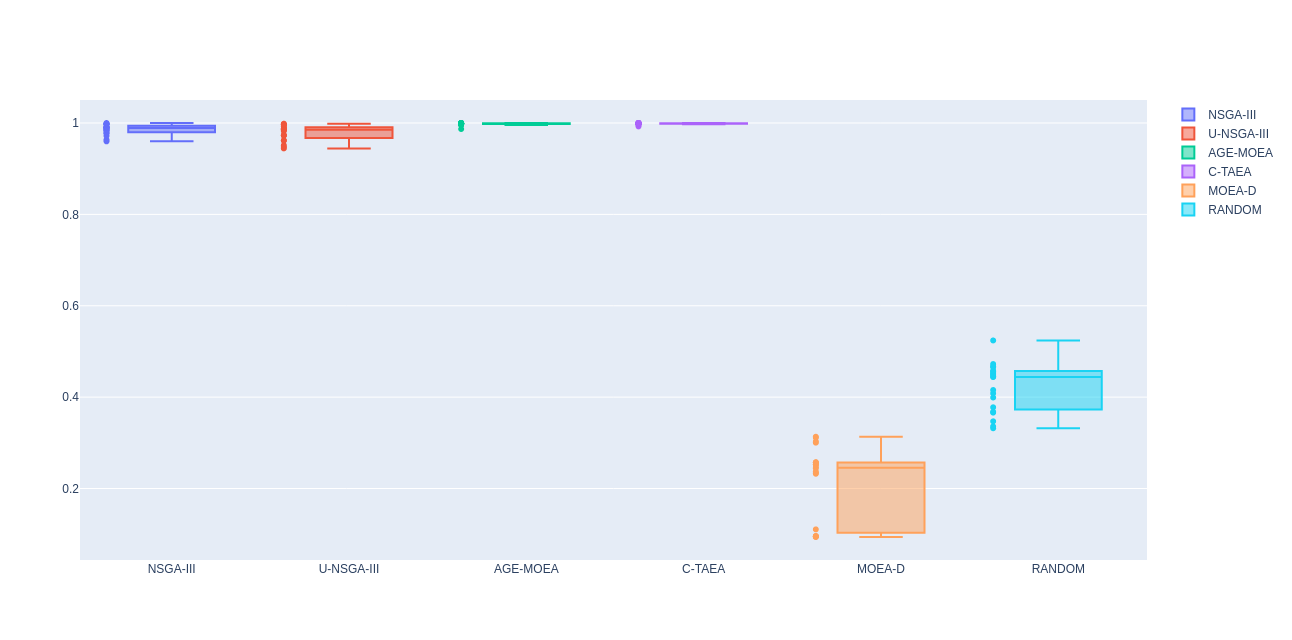 1
0.8
0.6
0.4
0.2
NSGA-III
U-NSGA-III
AGE-MOEA
C-TAEA
MOEA-D
RANDOM
NSGA-III
U-NSGA-III
AGE-MOEA
C-TAEA
MOEA-D
RANDOM